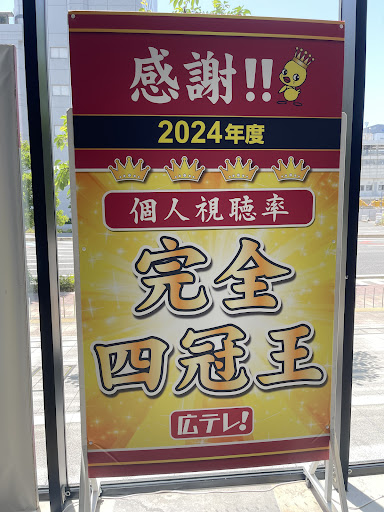 感謝!!
2024年度
個人視聴率
完全
四冠王
広テレ!